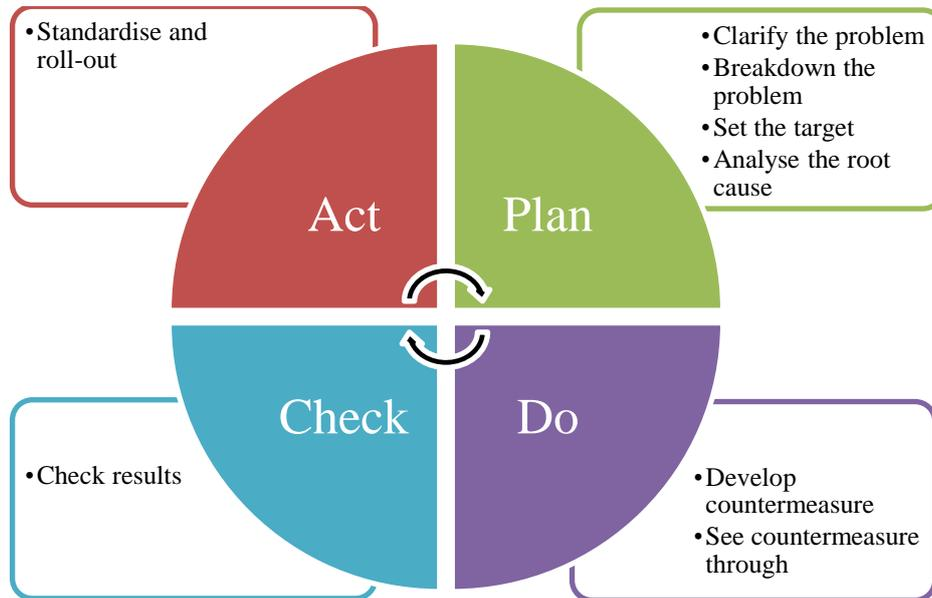 •Standardise and
roll-out
Act
Plan
•Clarify the problem
•Breakdown the
problem
•Set the target
•Analyse the root
cause
Check
•Check results
Do
•Develop
countermeasure
•See countermeasure
through